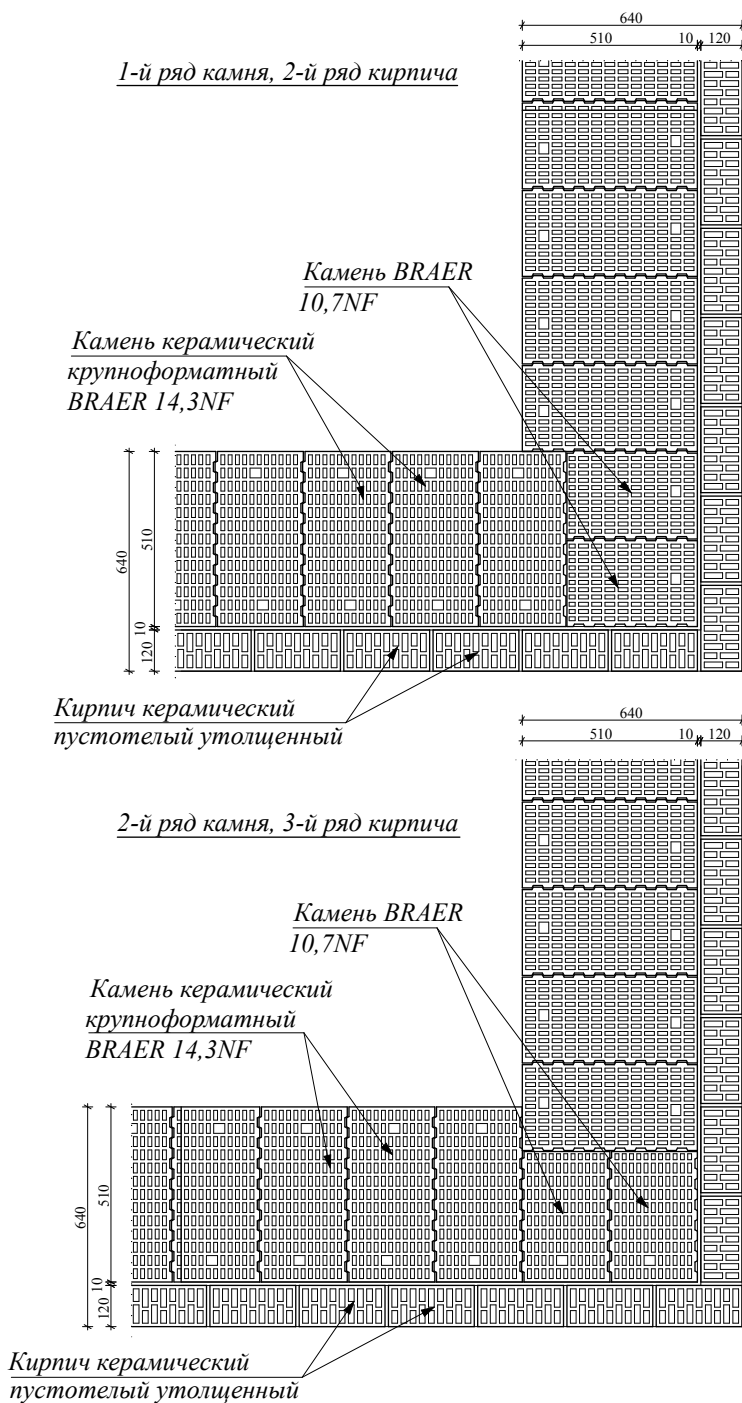 640
510 10 120
1-й ряд камня, 2-й ряд кирпича
Камень BRAER
10,7NF
Камень керамический
крупноформатный
BRAER 14,3NF
640
510
10
120
Кирпич керамический
пустотелый утолщенный
640
510 10 120
2-й ряд камня, 3-й ряд кирпича
Камень BRAER
10,7NF
Камень керамический
крупноформатный
BRAER 14,3NF
640
510
10
120
Кирпич керамический
пустотелый утолщенный